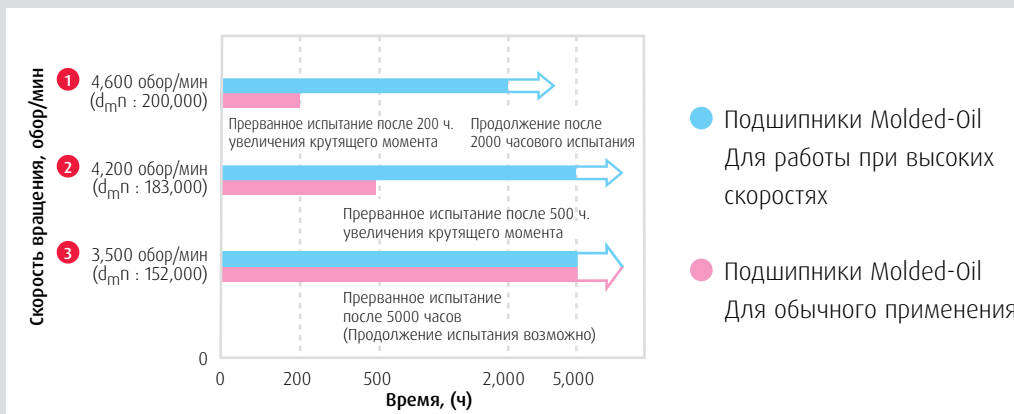 Скорость вращения, обор/мин
1
4,600 обор/мин
(dmn : 200,000)
Прерванное испытание после 200 ч.
увеличения крутящего момента
Продолжение после
2000 часового испытания
2
4,200 обор/мин
(dmn : 183,000)
Прерванное испытание после 500 ч.
увеличения крутящего момента
3
3,500 обор/мин
(dmn : 152,000)
Прерванное испытание
после 5000 часов
(Продолжение испытания возможно)
0
0 200 500 2,000 5,000
Время, (ч)
Подшипники Molded-Oil
Для работы при высоких
скоростях
Подшипники Molded-Oil
Для обычного применения